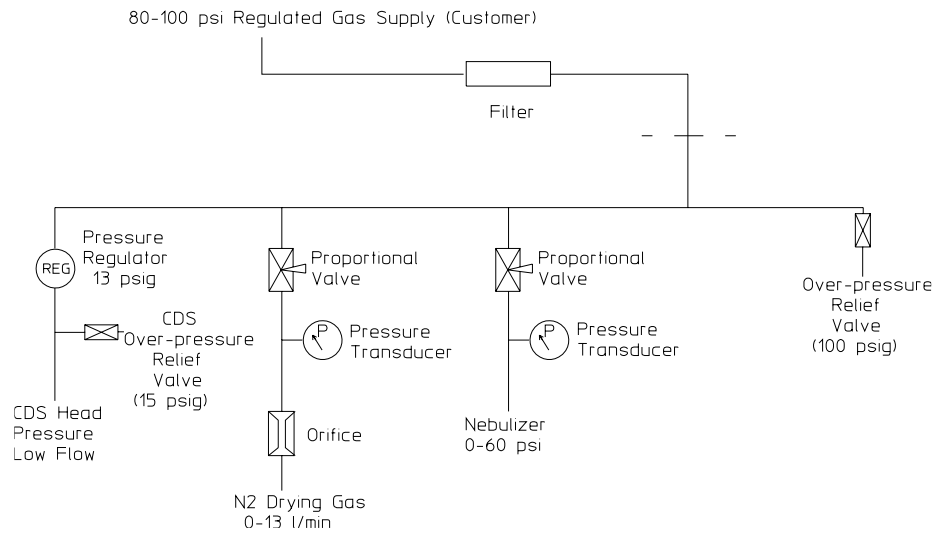 80-100 psi Regulated Gas Supply (Customer)
Filter
REG
Pressure
Regulator
13 psig
CDS
Over-pressure
Relief
Valve
(15 psig)
CDS Head
Pressure
Low Flow
Proportional
Valve
P
Pressure
Transducer
Orifice
N2 Drying Gas
0-13 l/min
Proportional
Valve
P
Pressure
Transducer
Nebulizer
0-60 psi
Over-pressure
Relief
Valve
(100 psig)